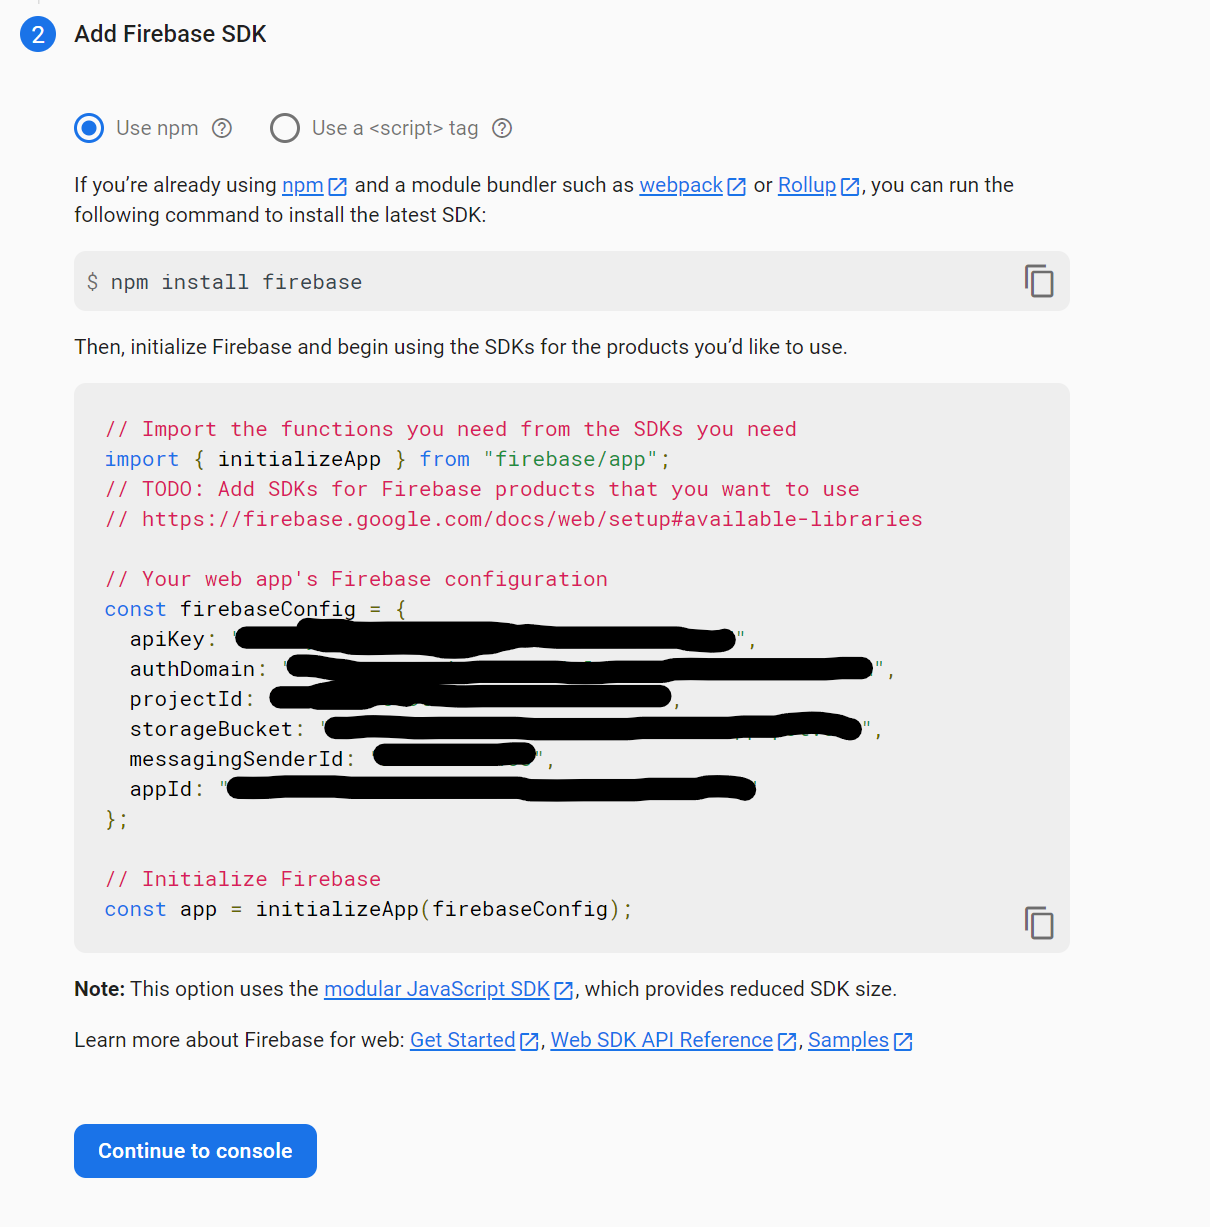 2 Add Firebase SDK
Use npm ? Use a <script> tag ?
If you’re already using npm and a module bundler such as webpack or Rollup, you can run the
following command to install the latest SDK:
$ npm install firebase
Then, initialize Firebase and begin using the SDKs for the products you’d like to use.
// Import the functions you need from the SDKs you need
import { initializeApp } from "firebase/app";
// TODO: Add SDKs for Firebase products that you want to use
// https://firebase.google.com/docs/web/setup#available-libraries
// Your web app's Firebase configuration
const firebaseConfig = {
apiKey: "",
authDomain: "",
projectId: ,
storageBucket: "",
messagingSenderId: "",
appId: "
};
// Initialize Firebase
const app = initializeApp(firebaseConfig);
Note: This option uses the modular JavaScript SDK, which provides reduced SDK size.
Learn more about Firebase for web: Get Started, Web SDK API Reference, Samples
Continue to console